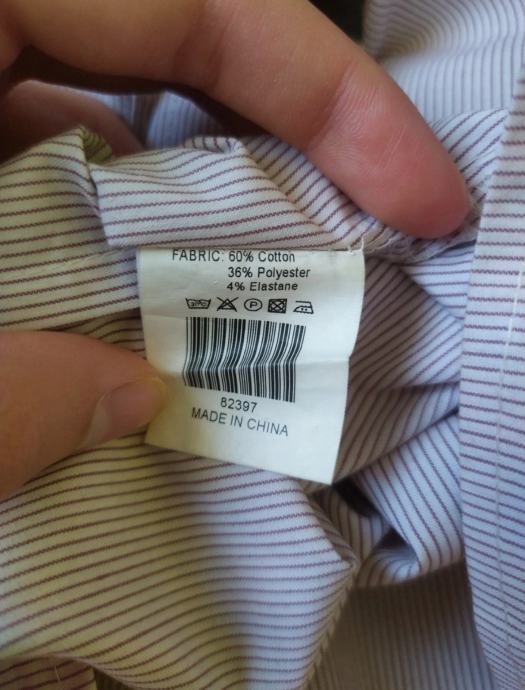 FABRIC: 60% Cotton
36% Polyester
4% Elastane
82397
MADE IN CHINA